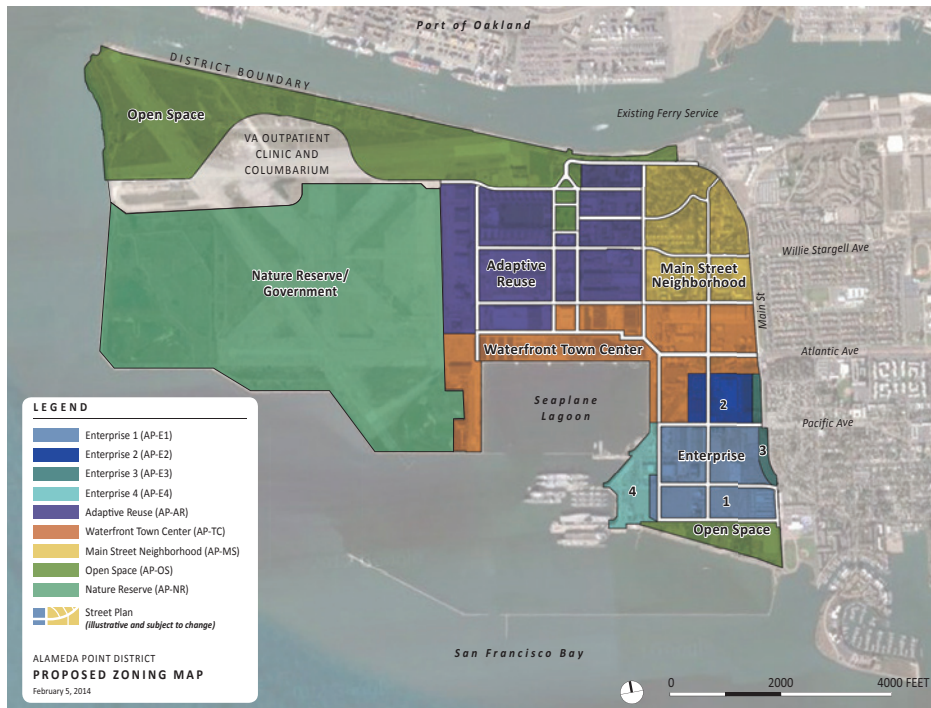 Port of Oakland
DISTRICT BOUNDARY
Open Space
Existing Ferry Service
VA OUTPATIENT
CLINIC AND
COLUMBARIUM
Willie Stargell Ave
Nature Reserve/
Government
Adaptive
Reuse
Main Street
Neighborhood
Main St
Waterfront Town Center
Atlantic Ave
Seaplane
Lagoon
2
Pacific Ave
Enterprise
3
4
1
Open Space
LEGEND
Enterprise 1 (AP-E1)
Enterprise 2 (AP-E2)
Enterprise 3 (AP-E3)
Enterprise 4 (AP-E4)
Adaptive Reuse (AP-AR)
Waterfront Town Center (AP-TC)
Main Street Neighborhood (AP-MS)
Open Space (AP-OS)
Nature Reserve (AP-NR)
Street Plan
(illustrative and subject to change)
ALAMEDA POINT DISTRICT
PROPOSED ZONING MAP
February 5, 2014
San Francisco Bay
0 2000 4000 FEET